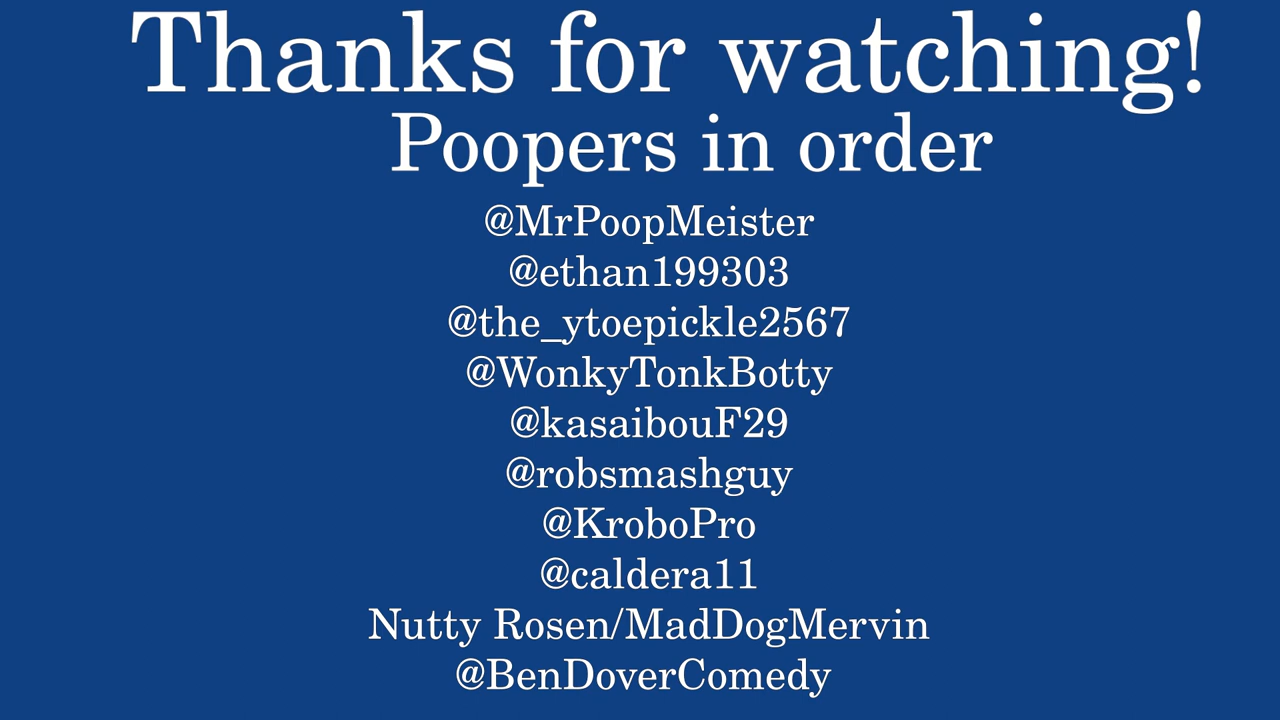 Thanks for watching!
Poopers in order
@MrPoopMeister
@ethan199303
@the_ytoepickle2567
@WonkyTonkBotty
@kasaibouF29
@robsmashguy
@KroboPro
@caldera11
Nutty Rosen/MadDogMervin
@BenDoverComedy